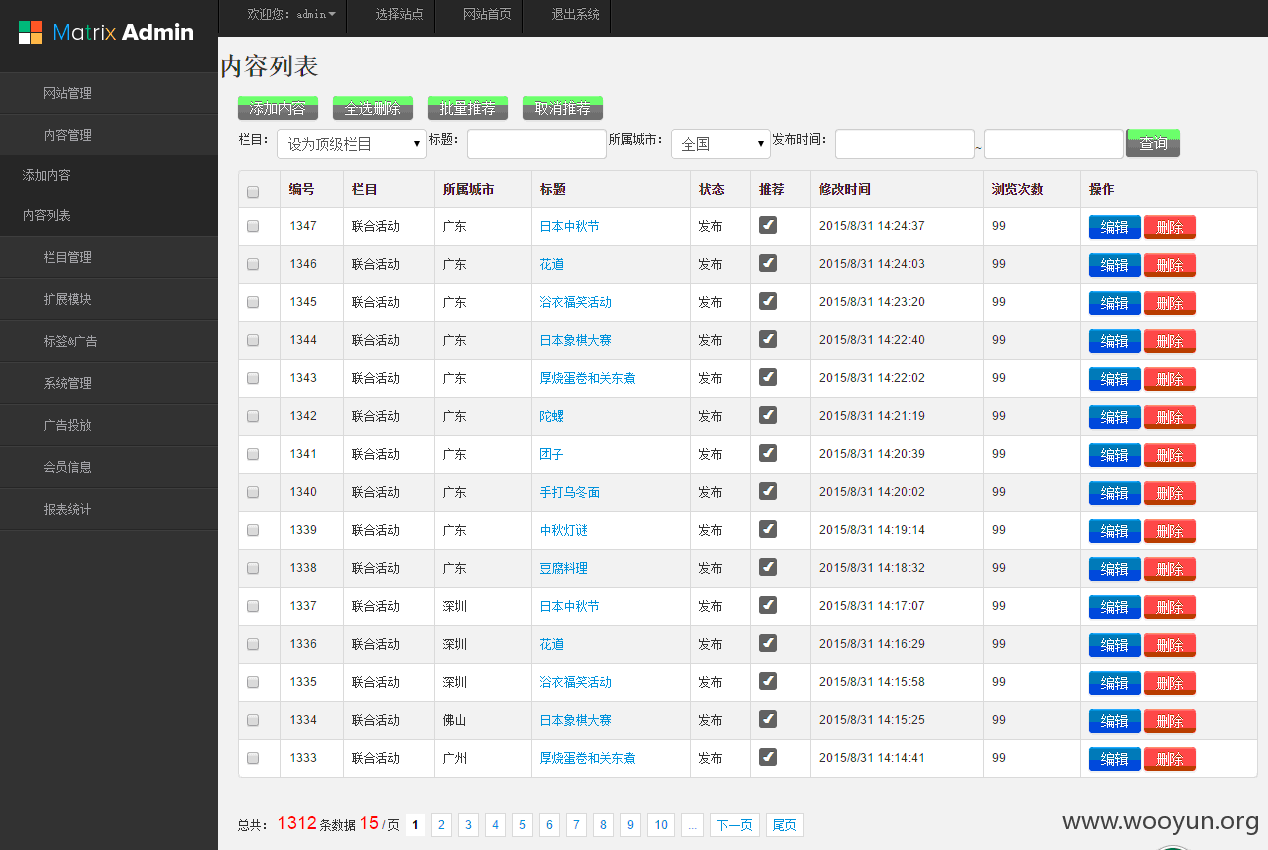 Matrix Admin
欢迎您：admin 选择站点 网站首页 退出系统
网站管理
内容管理
添加内容
内容列表
栏目管理
扩展模块
标签&广告
系统管理
广告投放
会员信息
报表统计
内容列表
添加内容 全选删除 批量推荐 取消推荐
栏目： 设为顶级栏目 标题： 所属城市： 全国 发布时间： ~ 查询
编号 栏目 所属城市 标题 状态 推荐 修改时间 浏览次数 操作
1347 联合活动 广东 日本中秋节 发布 2015/8/31 14:24:37 99 编辑 删除
1346 联合活动 广东 花道 发布 2015/8/31 14:24:03 99 编辑 删除
1345 联合活动 广东 浴衣福笑活动 发布 2015/8/31 14:23:20 99 编辑 删除
1344 联合活动 广东 日本象棋大赛 发布 2015/8/31 14:22:40 99 编辑 删除
1343 联合活动 广东 厚烧蛋卷和关东煮 发布 2015/8/31 14:22:02 99 编辑 删除
1342 联合活动 广东 陀螺 发布 2015/8/31 14:21:19 99 编辑 删除
1341 联合活动 广东 团子 发布 2015/8/31 14:20:39 99 编辑 删除
1340 联合活动 广东 手打乌冬面 发布 2015/8/31 14:20:02 99 编辑 删除
1339 联合活动 广东 中秋灯谜 发布 2015/8/31 14:19:14 99 编辑 删除
1338 联合活动 广东 豆腐料理 发布 2015/8/31 14:18:32 99 编辑 删除
1337 联合活动 深圳 日本中秋节 发布 2015/8/31 14:17:07 99 编辑 删除
1336 联合活动 深圳 花道 发布 2015/8/31 14:16:29 99 编辑 删除
1335 联合活动 深圳 浴衣福笑活动 发布 2015/8/31 14:15:58 99 编辑 删除
1334 联合活动 佛山 日本象棋大赛 发布 2015/8/31 14:15:25 99 编辑 删除
1333 联合活动 广州 厚烧蛋卷和关东煮 发布 2015/8/31 14:14:41 99 编辑 删除
总共： 1312 条数据 15 /页 1 2 3 4 5 6 7 8 9 10 ... 下一页 尾页
www.wooyun.org